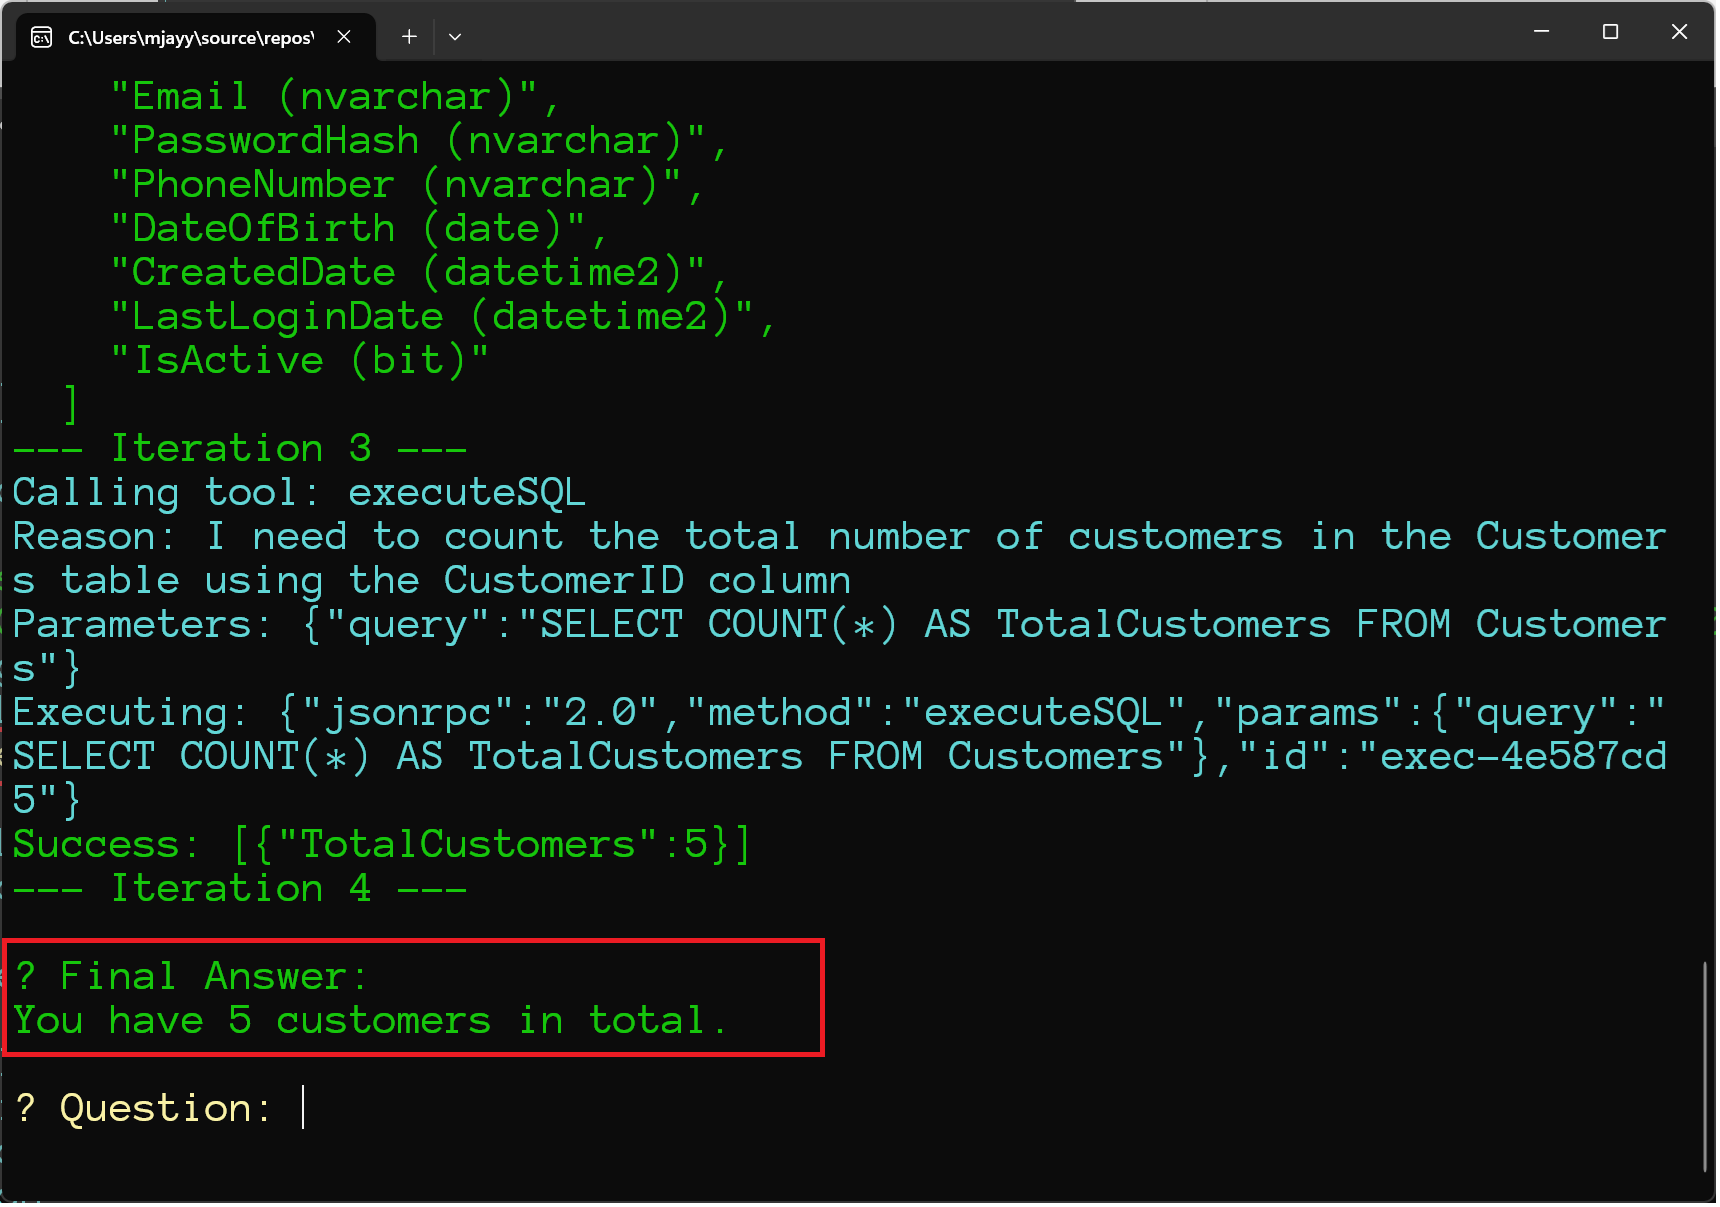 C:\Users\mjayy\source\repos\
"Email (nvarchar)",
"PasswordHash (nvarchar)",
"PhoneNumber (nvarchar)",
"DateOfBirth (date)",
"CreatedDate (datetime2)",
"LastLoginDate (datetime2)",
"IsActive (bit)"
]
--- Iteration 3 ---
Calling tool: executeSQL
Reason: I need to count the total number of customers in the Customer
s table using the CustomerID column
Parameters: {"query":"SELECT COUNT(*) AS TotalCustomers FROM Customer
s"}
Executing: {"jsonrpc":"2.0","method":"executeSQL","params":{"query":"
SELECT COUNT(*) AS TotalCustomers FROM Customers"},"id":"exec-4e587cd
5"}
Success: [{"TotalCustomers":5}]
--- Iteration 4 ---
? Final Answer:
You have 5 customers in total.
? Question: